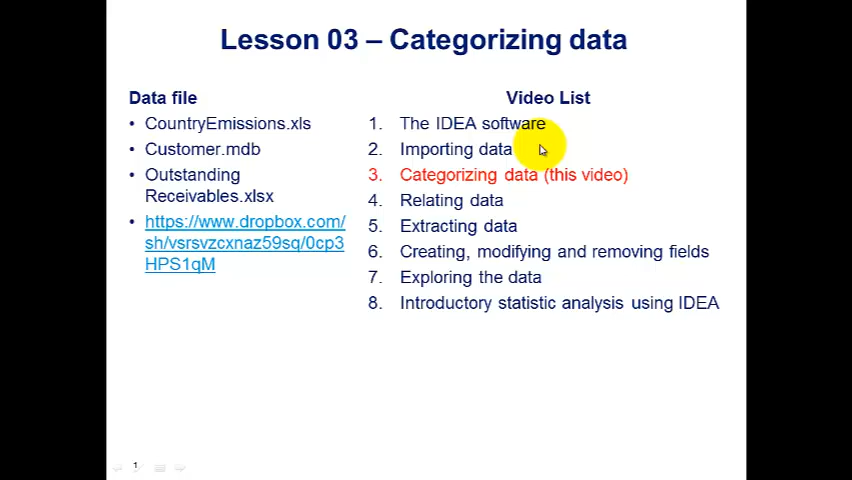 Lesson 03 – Categorizing data
Data file
• CountryEmissions.xls
• Customer.mdb
• Outstanding
Receivables.xlsx
• https://www.dropbox.com/
sh/vsrsvzcxnaz59sq/0cp3
HPS1qM
Video List
1. The IDEA software
2. Importing data
3. Categorizing data (this video)
4. Relating data
5. Extracting data
6. Creating, modifying and removing fields
7. Exploring the data
8. Introductory statistic analysis using IDEA
1